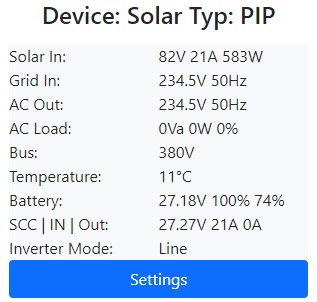 Device: Solar Typ: PIP
Solar In: 82V 21A 583W
Grid In: 234.5V 50Hz
AC Out: 234.5V 50Hz
AC Load: 0Va 0W 0%
Bus: 380V
Temperature: 11°C
Battery: 27.18V 100% 74%
SCC | IN | Out: 27.27V 21A 0A
Inverter Mode: Line
Settings